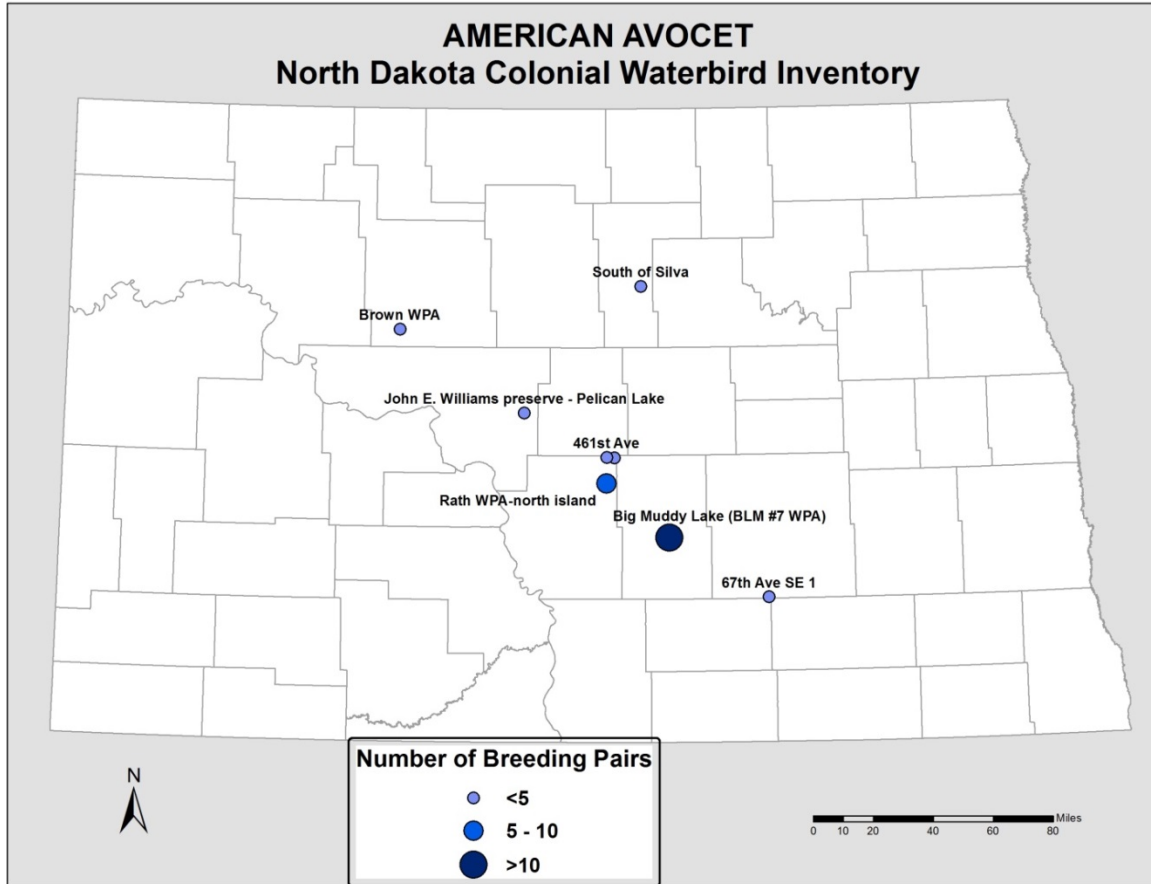 AMERICAN AVOCET
North Dakota Colonial Waterbird Inventory
South of Silva
Brown WPA
John E. Williams preserve - Pelican Lake
461st Ave
Rath WPA-north island
Big Muddy Lake (BLM #7 WPA)
67th Ave SE 1
Number of Breeding Pairs
<5
5 - 10
>10
N
Miles
0 10 20 40 60 80